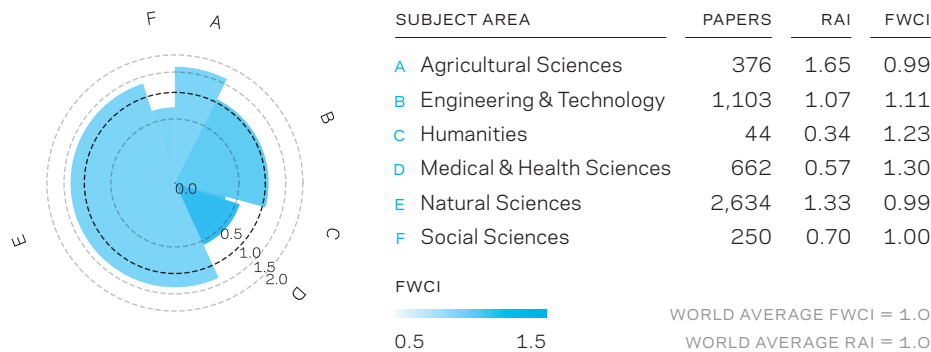 F
A
B
C
D
E
0.0
0.5
1.0
1.5
2.0
SUBJECT AREA PAPERS RAI FWCI
A Agricultural Sciences 376 1.65 0.99
B Engineering & Technology 1,103 1.07 1.11
C Humanities 44 0.34 1.23
D Medical & Health Sciences 662 0.57 1.30
E Natural Sciences 2,634 1.33 0.99
F Social Sciences 250 0.70 1.00
FWCI
0.5 1.5
WORLD AVERAGE FWCI = 1.0
WORLD AVERAGE RAI = 1.0